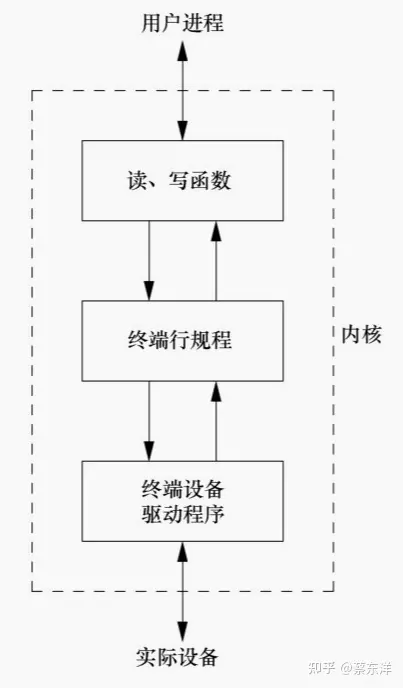 用户进程
读、写函数
终端行规程
内核
终端设备
驱动程序
实际设备
知乎 @蔡东洋